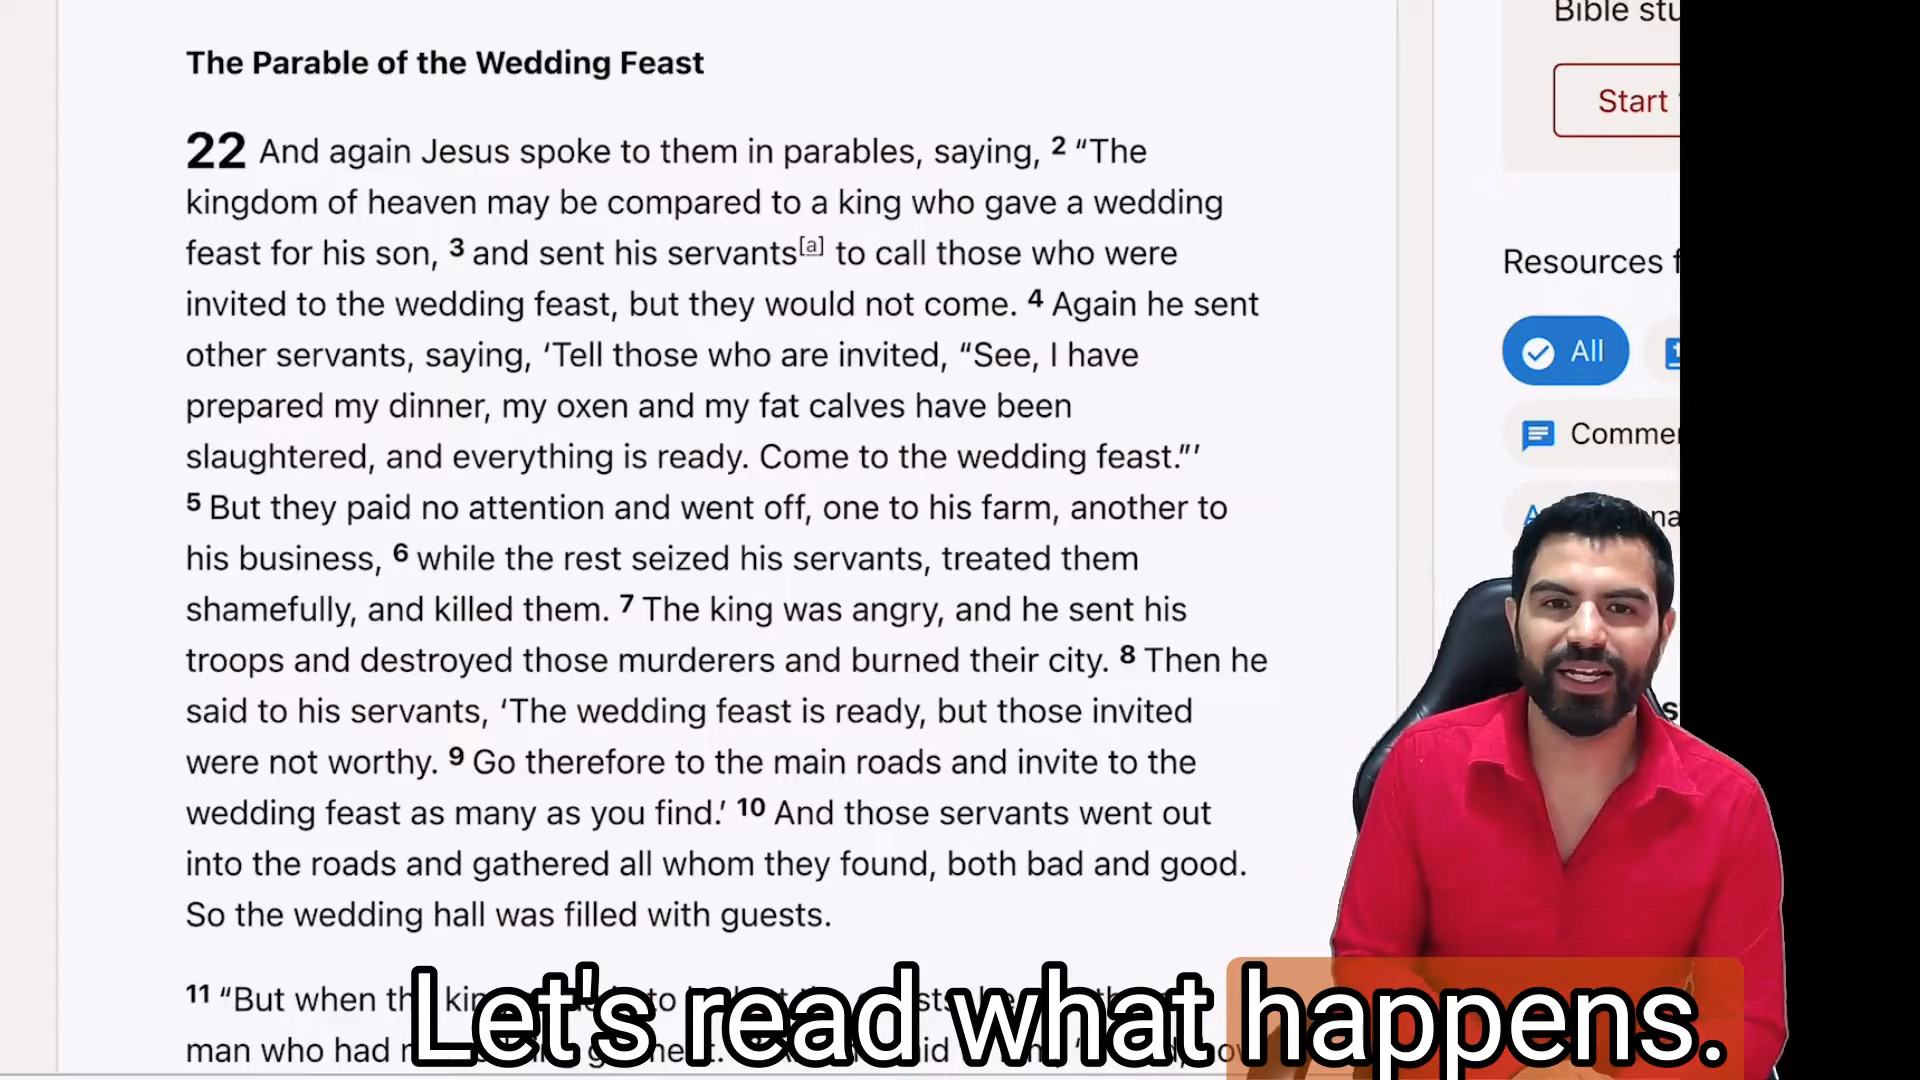 The Parable of the Wedding Feast
22 And again Jesus spoke to them in parables, saying, 2 “The
kingdom of heaven may be compared to a king who gave a wedding
feast for his son, 3 and sent his servants[a] to call those who were
invited to the wedding feast, but they would not come. 4 Again he sent
other servants, saying, ‘Tell those who are invited, “See, I have
prepared my dinner, my oxen and my fat calves have been
slaughtered, and everything is ready. Come to the wedding feast.”’
5 But they paid no attention and went off, one to his farm, another to
his business, 6 while the rest seized his servants, treated them
shamefully, and killed them. 7 The king was angry, and he sent his
troops and destroyed those murderers and burned their city. 8 Then he
said to his servants, ‘The wedding feast is ready, but those invited
were not worthy. 9 Go therefore to the main roads and invite to the
wedding feast as many as you find.’ 10 And those servants went out
into the roads and gathered all whom they found, both bad and good.
So the wedding hall was filled with guests.
11 “But when
man who had
Bible
Start
Resources
All
Let's read what happens.